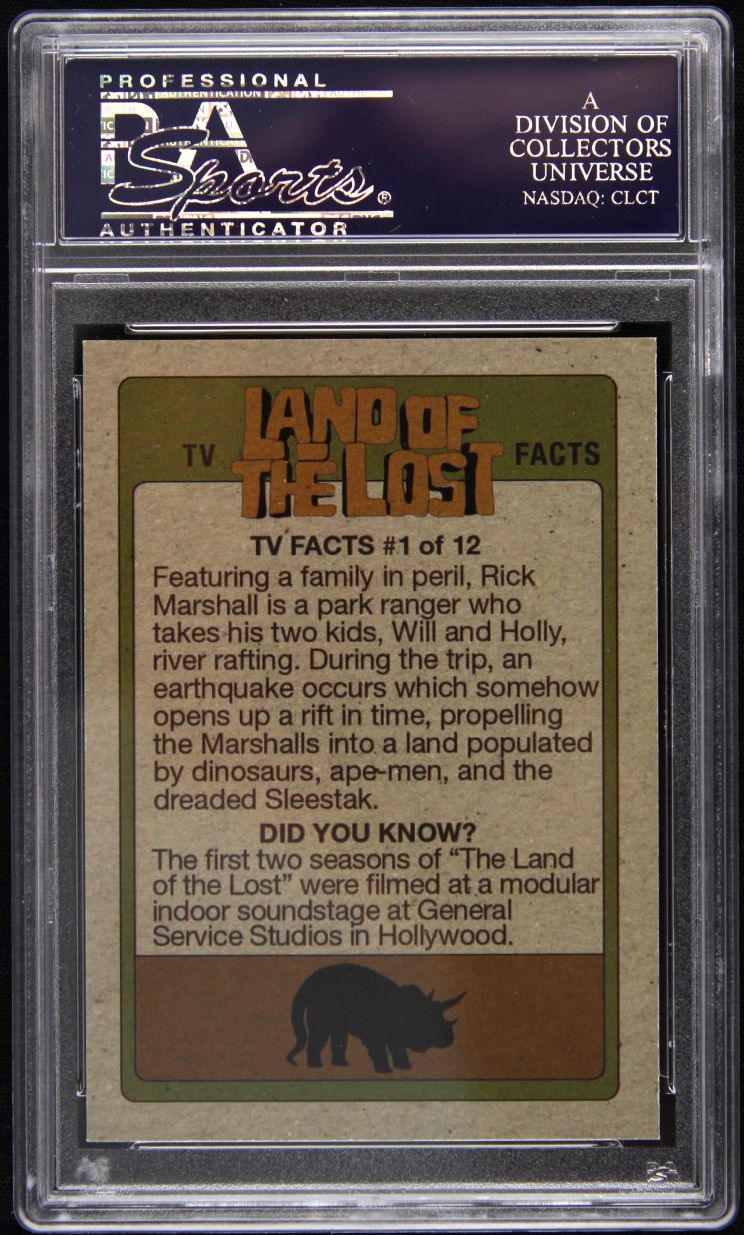 PROFESSIONAL
PSA
Sports®
AUTHENTICATOR
A
DIVISION OF
COLLECTORS
UNIVERSE
NASDAQ: CLCT
LAND OF
THE LOST
TV
FACTS
TV FACTS #1 of 12
Featuring a family in peril, Rick
Marshall is a park ranger who
takes his two kids, Will and Holly,
river rafting. During the trip, an
earthquake occurs which somehow
opens up a rift in time, propelling
the Marshalls into a land populated
by dinosaurs, ape-men, and the
dreaded Sleestak.
DID YOU KNOW?
The first two seasons of “The Land
of the Lost” were filmed at a modular
indoor soundstage at General
Service Studios in Hollywood.
PSA